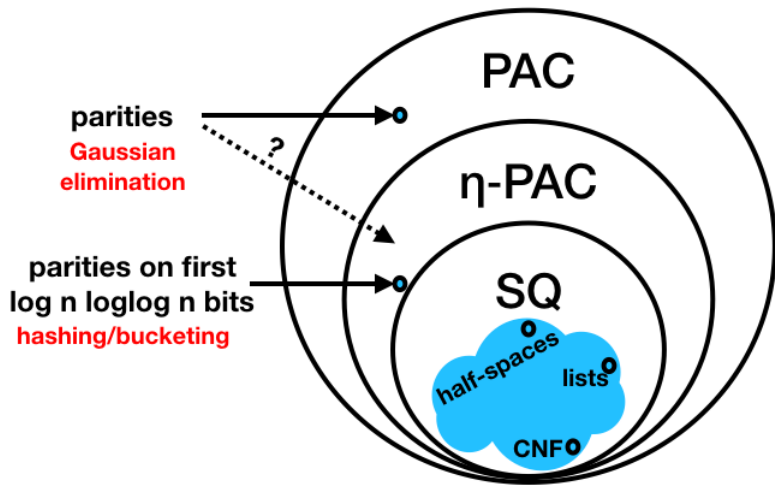 PAC
parities
Gaussian
elimination
?
η-PAC
parities on first
log n loglog n bits
hashing/bucketing
SQ
half-spaces
lists
CNF